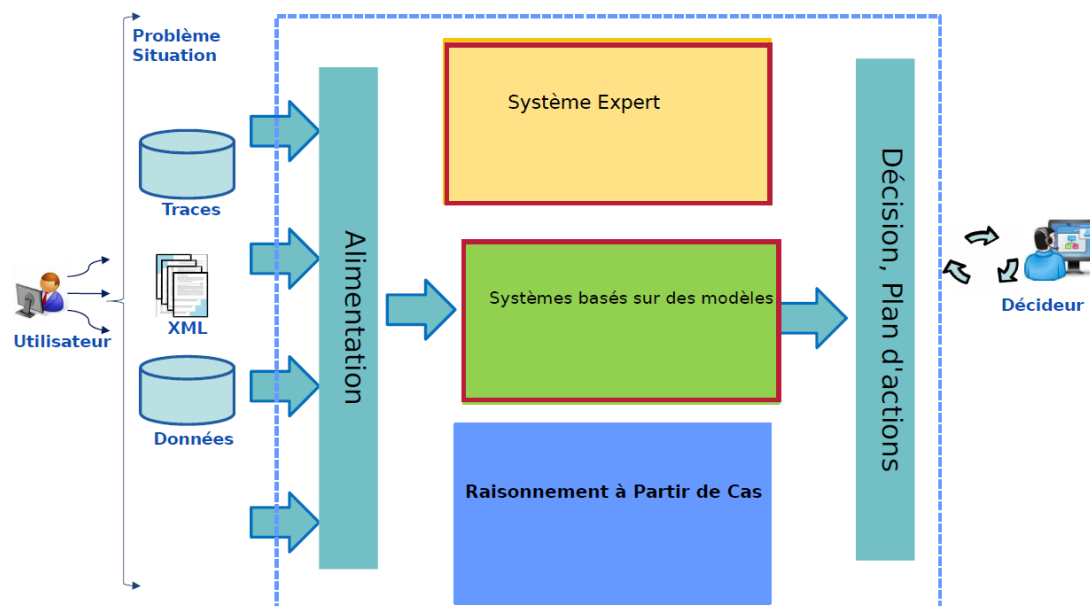 Problème
Situation
Traces
XML
Données
Utilisateur
Alimentation
Système Expert
Systèmes basés sur des modèles
Raisonnement à Partir de Cas
Décision, Plan d'actions
Décideur